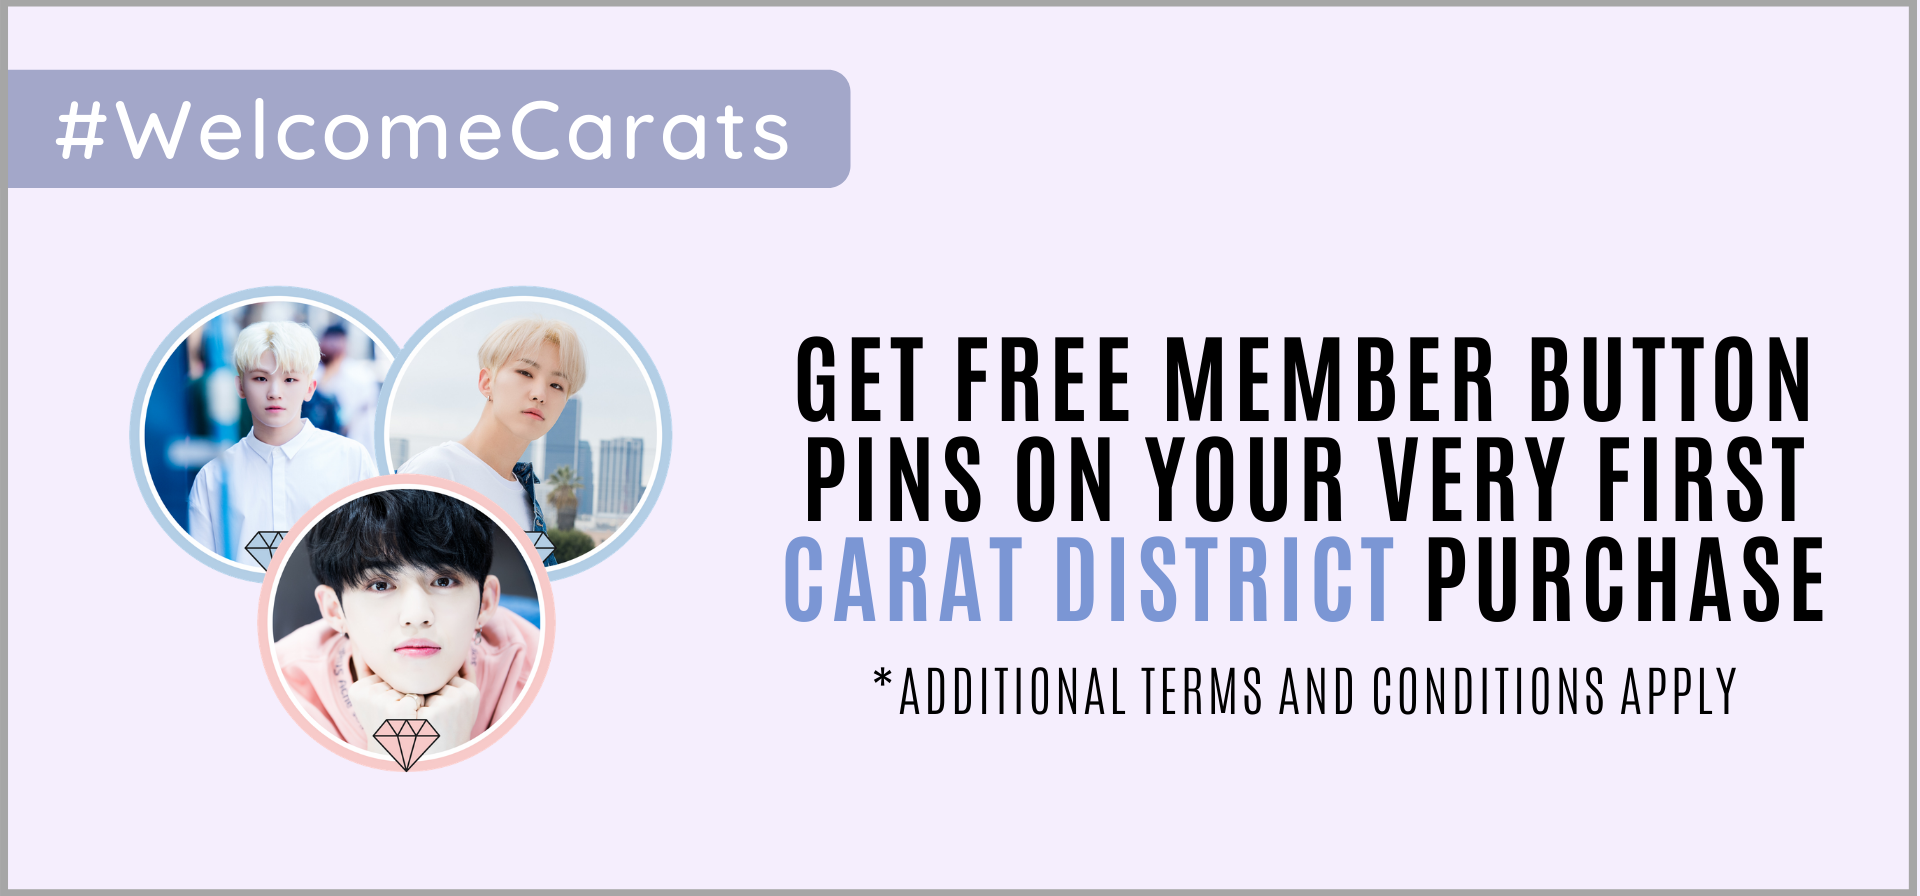 #WelcomeCarats
GET FREE MEMBER BUTTON
PINS ON YOUR VERY FIRST
CARAT DISTRICT PURCHASE
*ADDITIONAL TERMS AND CONDITIONS APPLY